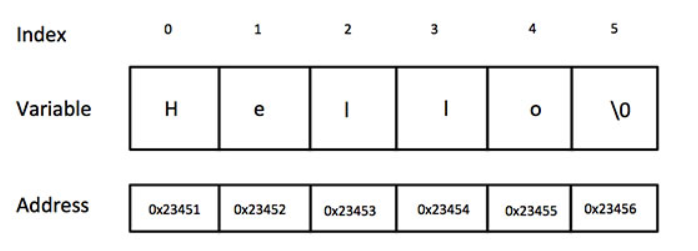 Index 0 1 2 3 4 5
Variable H e l l o \0
Address 0x23451 0x23452 0x23453 0x23454 0x23455 0x23456